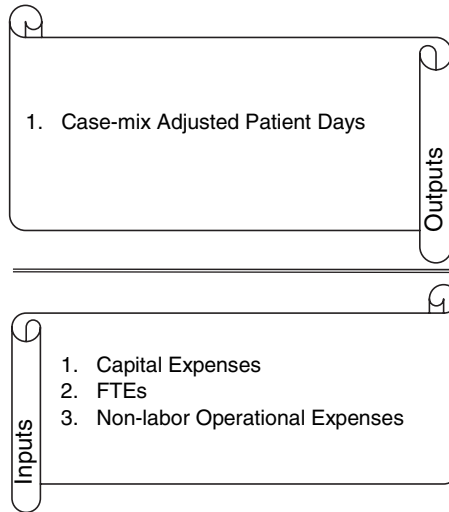 1. Case-mix Adjusted Patient Days
Outputs
1. Capital Expenses
2. FTEs
3. Non-labor Operational Expenses
Inputs